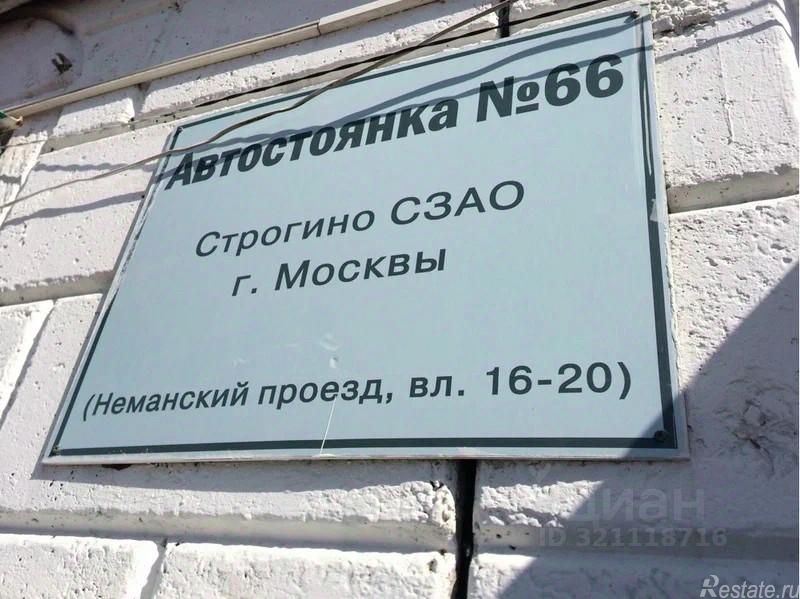 Автостоянка №66
Строгино СЗАО
г. Москвы
(Неманский проезд, вл. 16-20)
циан
ID 321118716
Restate.ru